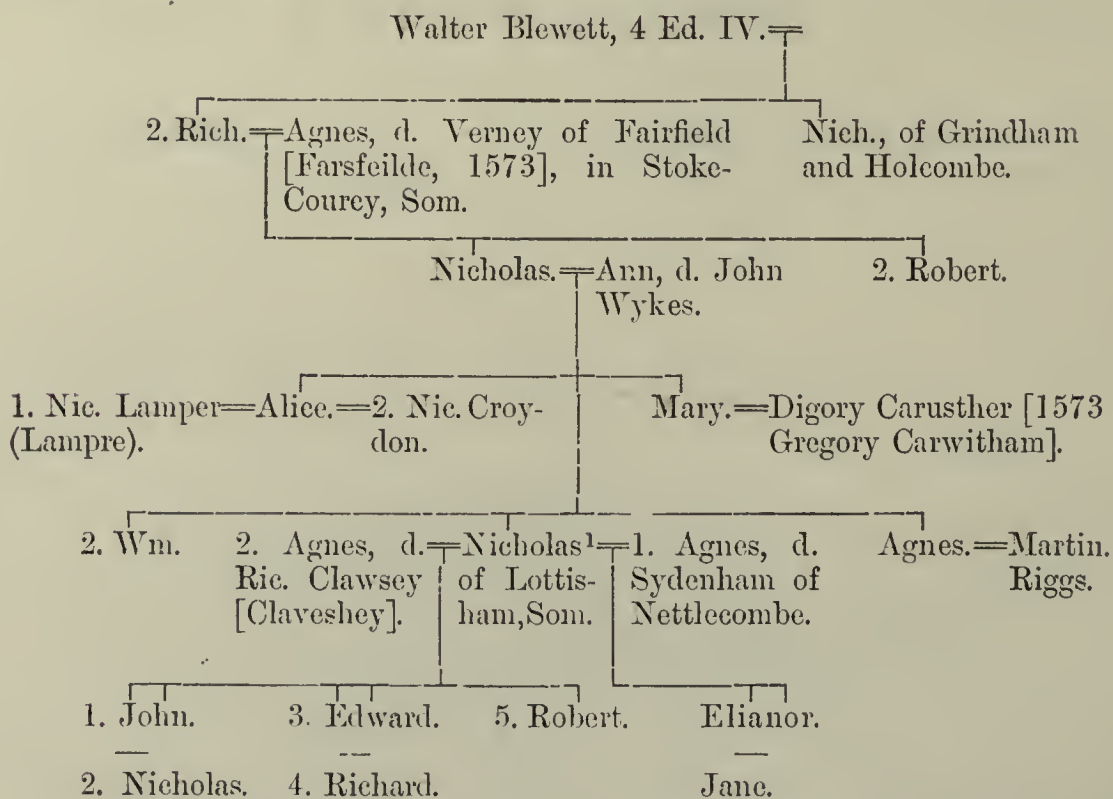 Walter Blewett, 4 Ed. IV.=
2. Rich.=Agnes, d. Verney of Fairfield
[Farsfeilde, 1573], in Stoke-
Courcy, Som.
Nich., of Grindham
and Holcombe.
Nicholas.=Ann, d. John
Wykes.
2. Robert.
1. Nic. Lamper=Alice.=2. Nic. Croy-
(Lampre). don.
Mary.=Digory Carusther [1573
Gregory Carwitham].
2. Wm.
2. Agnes, d.=Nicholas¹=1. Agnes, d.
Ric. Clawsey of Lottis- Sydenham of
[Claveshey]. ham, Som. Nettlecombe.
Agnes.=Martin.
Riggs.
1. John. 3. Edward. 5. Robert. Elianor.
2. Nicholas. 4. Richard. Jane.